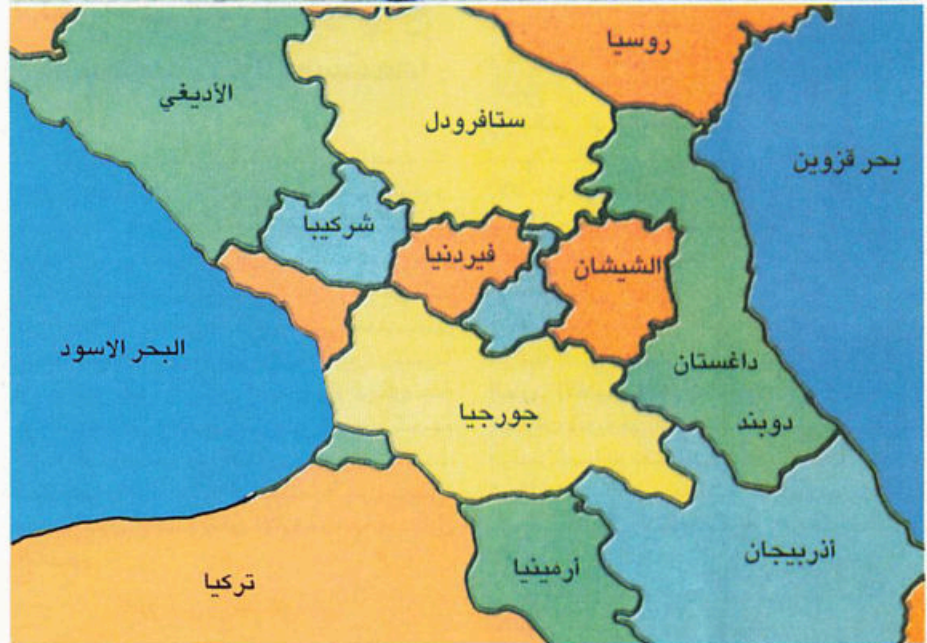 روسيا
الأديغي
ستافرودل
بحر قزوين
شركيبا
فيردنيا
الشيشان
البحر الاسود
داغستان
جورجيا
دوبند
أذربيجان
أرمينيا
تركيا